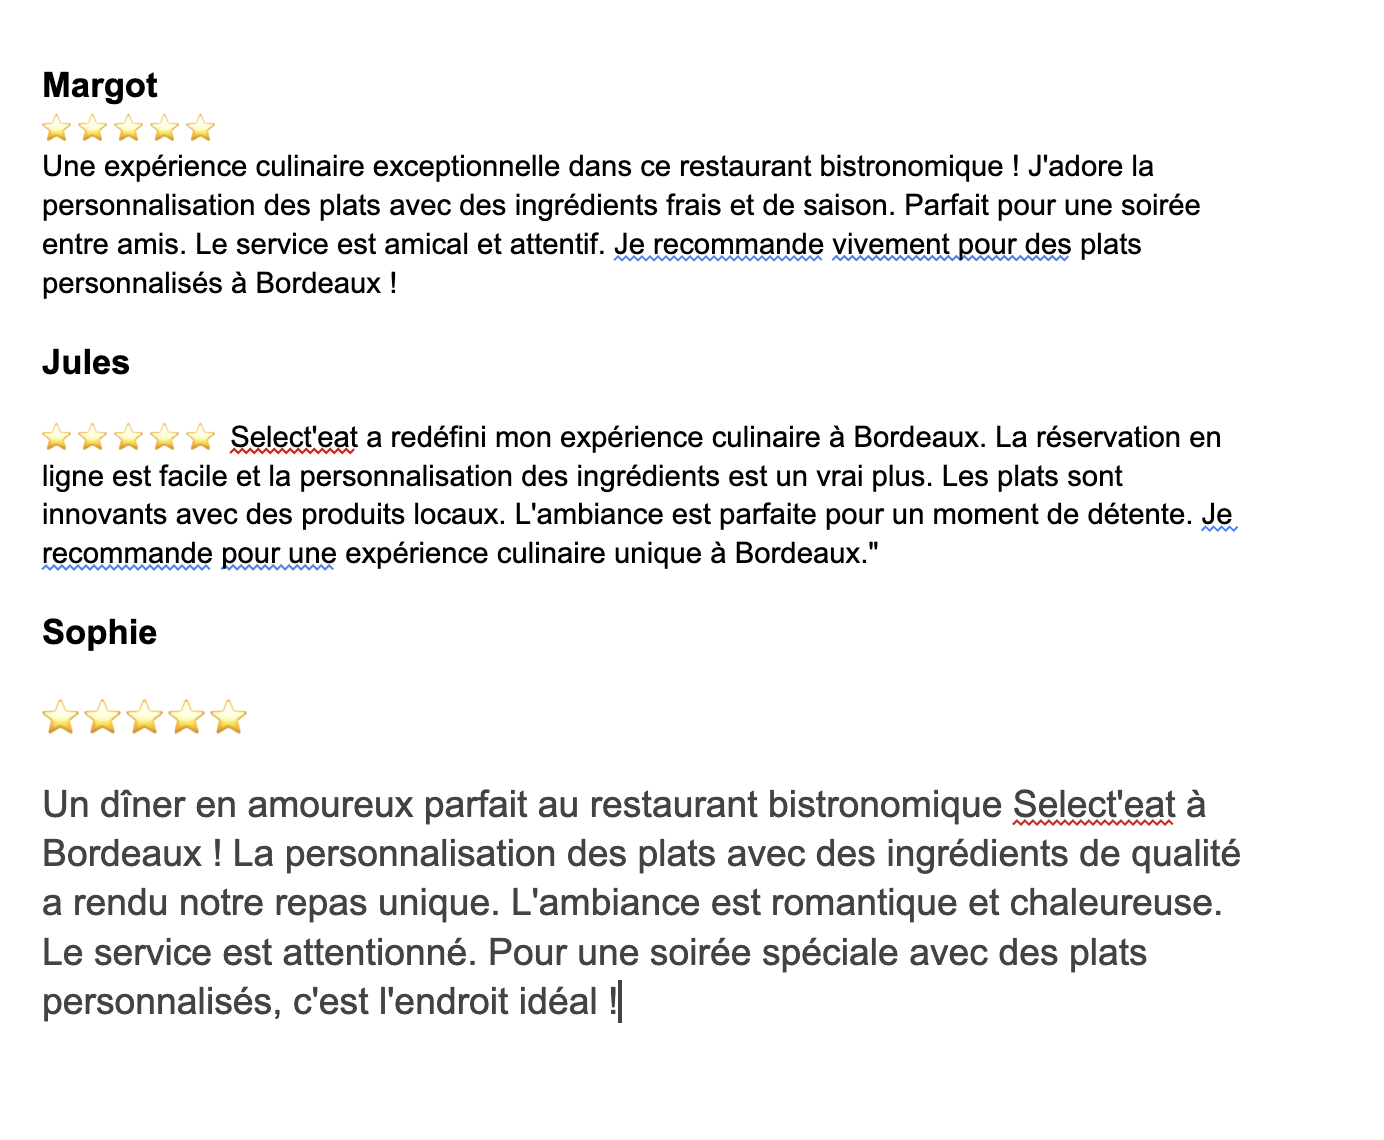 Margot
⭐⭐⭐⭐⭐
Une expérience culinaire exceptionnelle dans ce restaurant bistronomique ! J'adore la
personnalisation des plats avec des ingrédients frais et de saison. Parfait pour une soirée
entre amis. Le service est amical et attentif. Je recommande vivement pour des plats
personnalisés à Bordeaux !
Jules
⭐⭐⭐⭐⭐ Select'eat a redéfini mon expérience culinaire à Bordeaux. La réservation en
ligne est facile et la personnalisation des ingrédients est un vrai plus. Les plats sont
innovants avec des produits locaux. L'ambiance est parfaite pour un moment de détente. Je
recommande pour une expérience culinaire unique à Bordeaux."
Sophie
⭐⭐⭐⭐⭐
Un dîner en amoureux parfait au restaurant bistronomique Select'eat à
Bordeaux ! La personnalisation des plats avec des ingrédients de qualité
a rendu notre repas unique. L'ambiance est romantique et chaleureuse.
Le service est attentionné. Pour une soirée spéciale avec des plats
personnalisés, c'est l'endroit idéal !